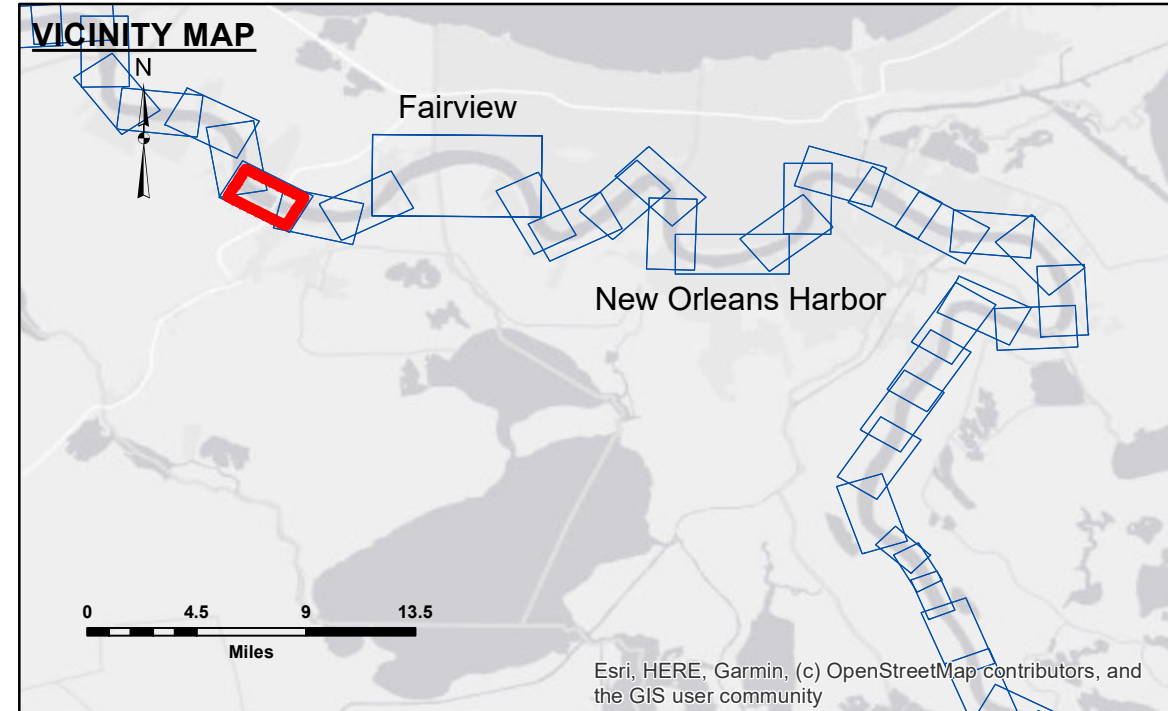 VICINITY MAP
N
Fairview
New Orleans Harbor
0 4.5 9 13.5
Miles
Esri, HERE, Garmin, (c) OpenStreetMap contributors, and
the GIS user community